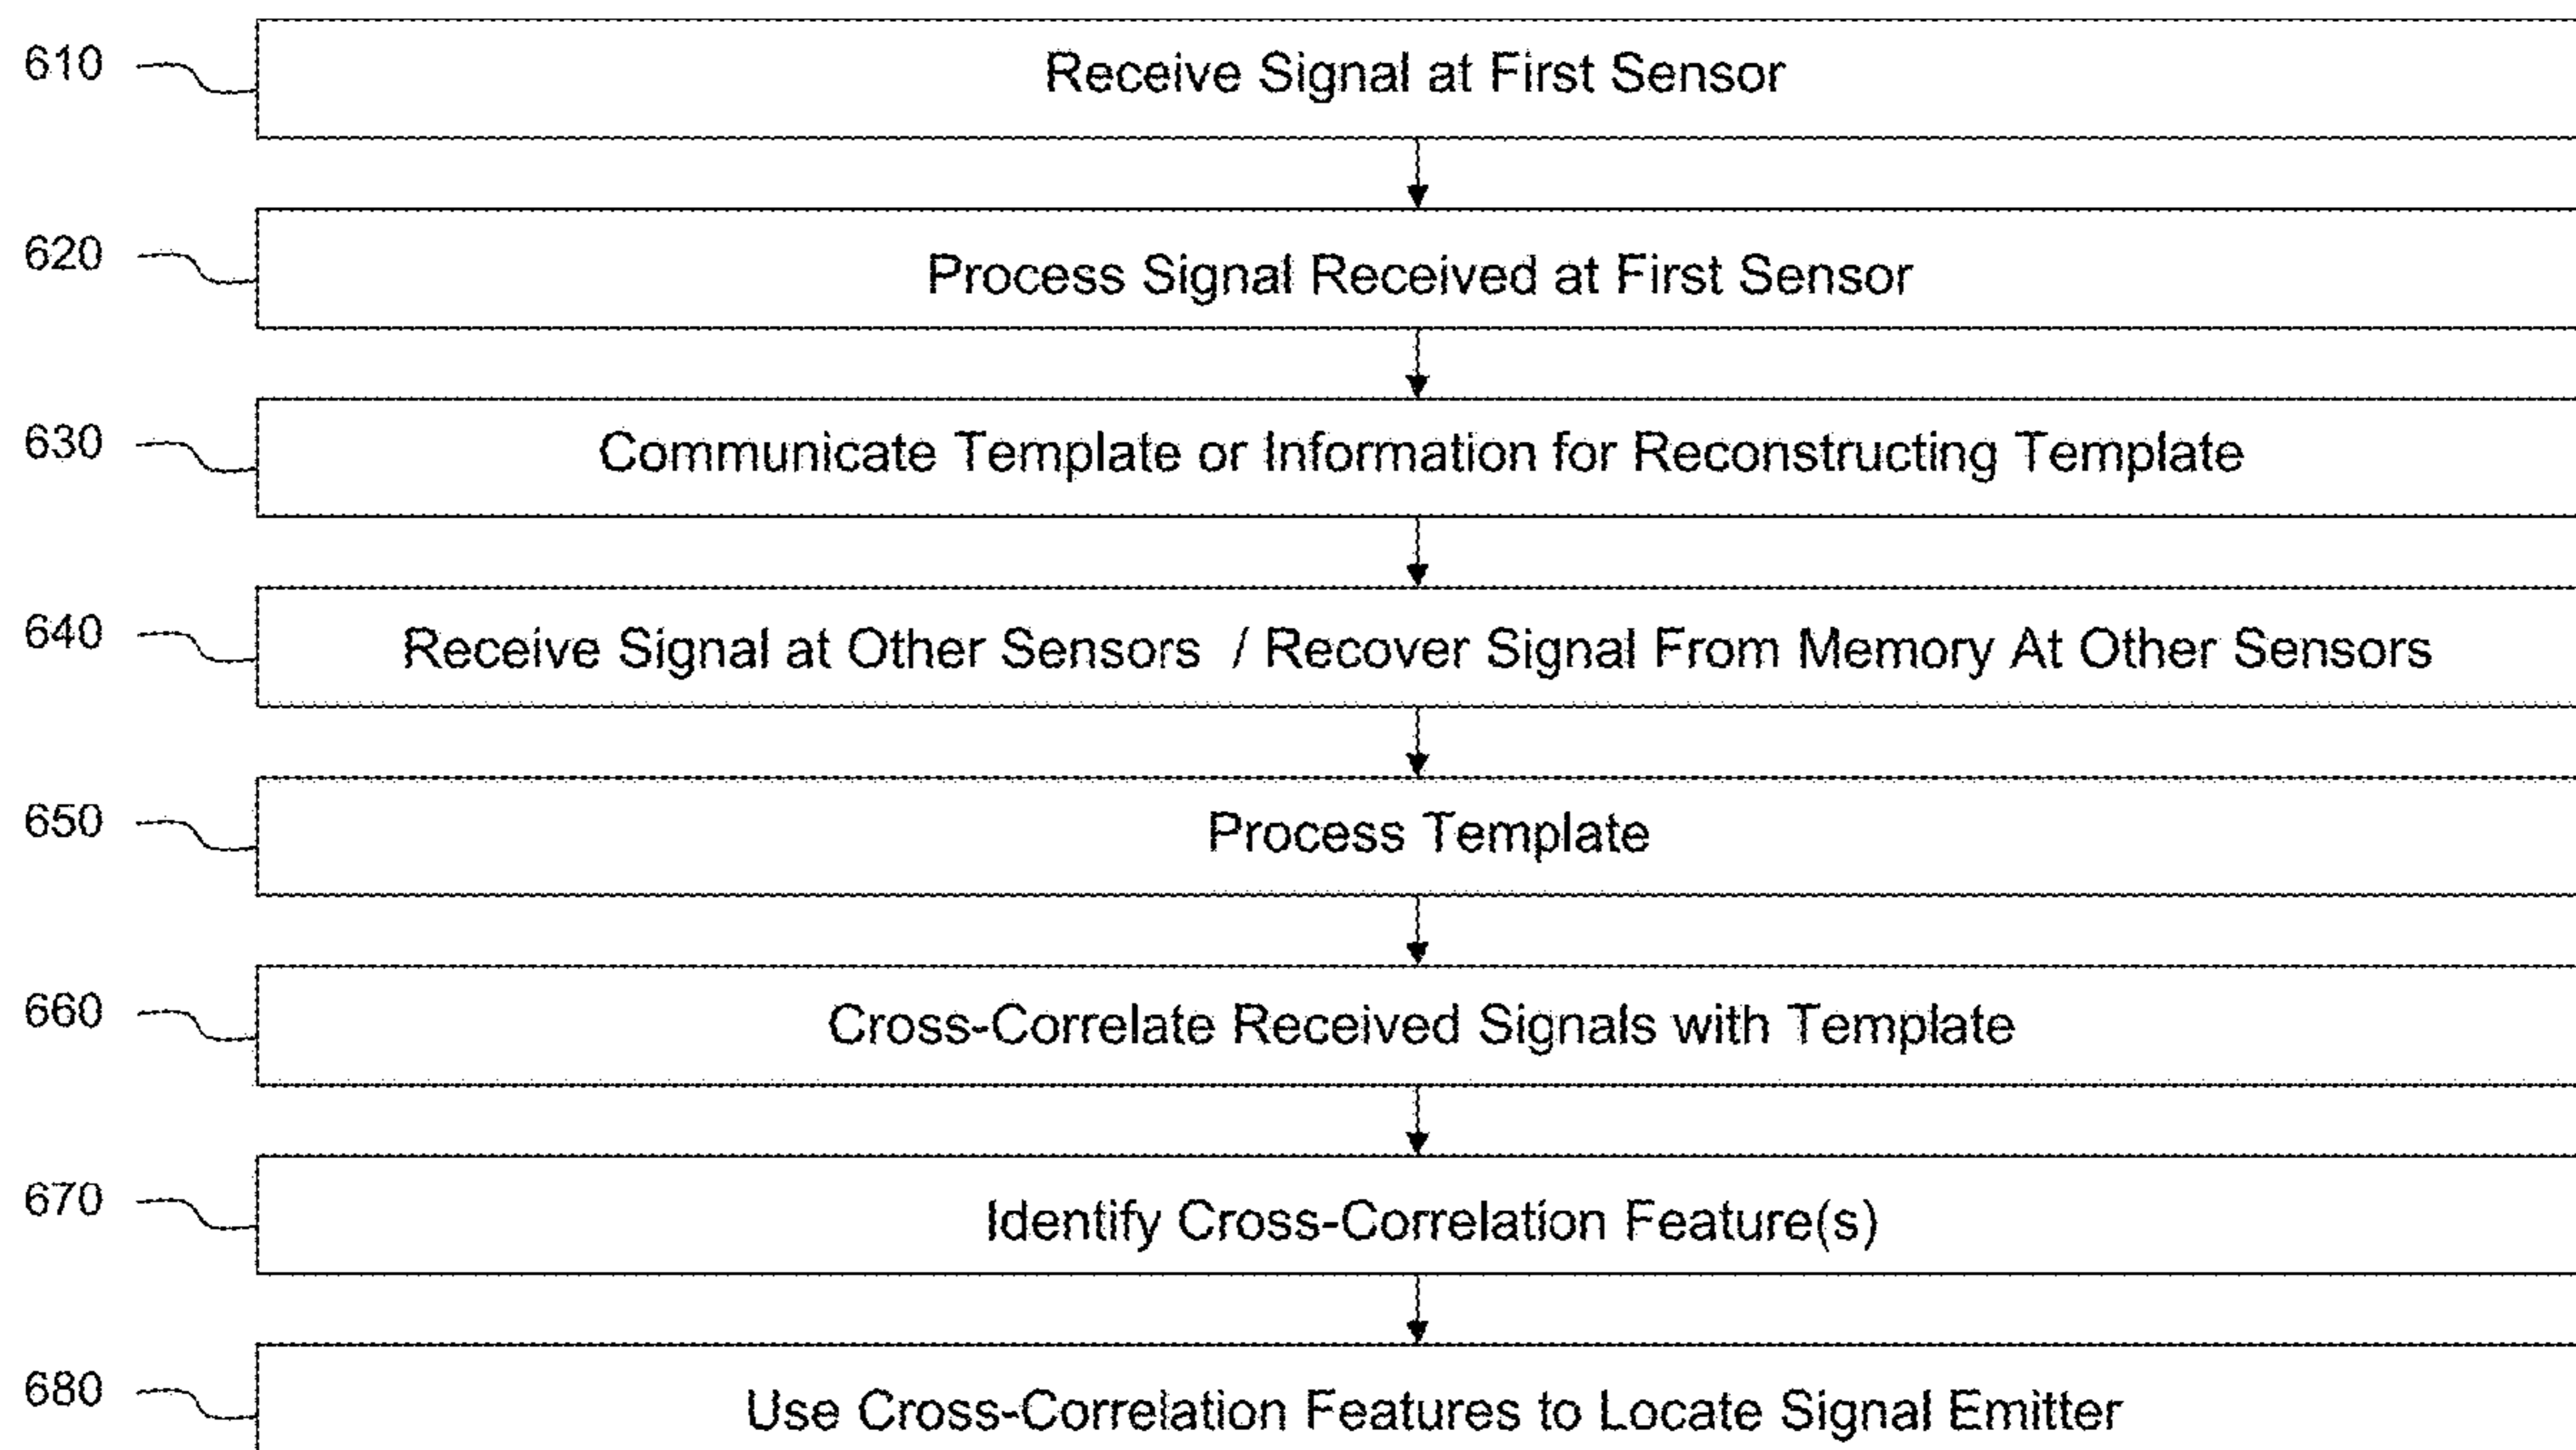 610 Receive Signal at First Sensor
620 Process Signal Received at First Sensor
630 Communicate Template or Information for Reconstructing Template
640 Receive Signal at Other Sensors / Recover Signal From Memory At Other Sensors
650 Process Template
660 Cross-Correlate Received Signals with Template
670 Identify Cross-Correlation Feature(s)
680 Use Cross-Correlation Features to Locate Signal Emitter